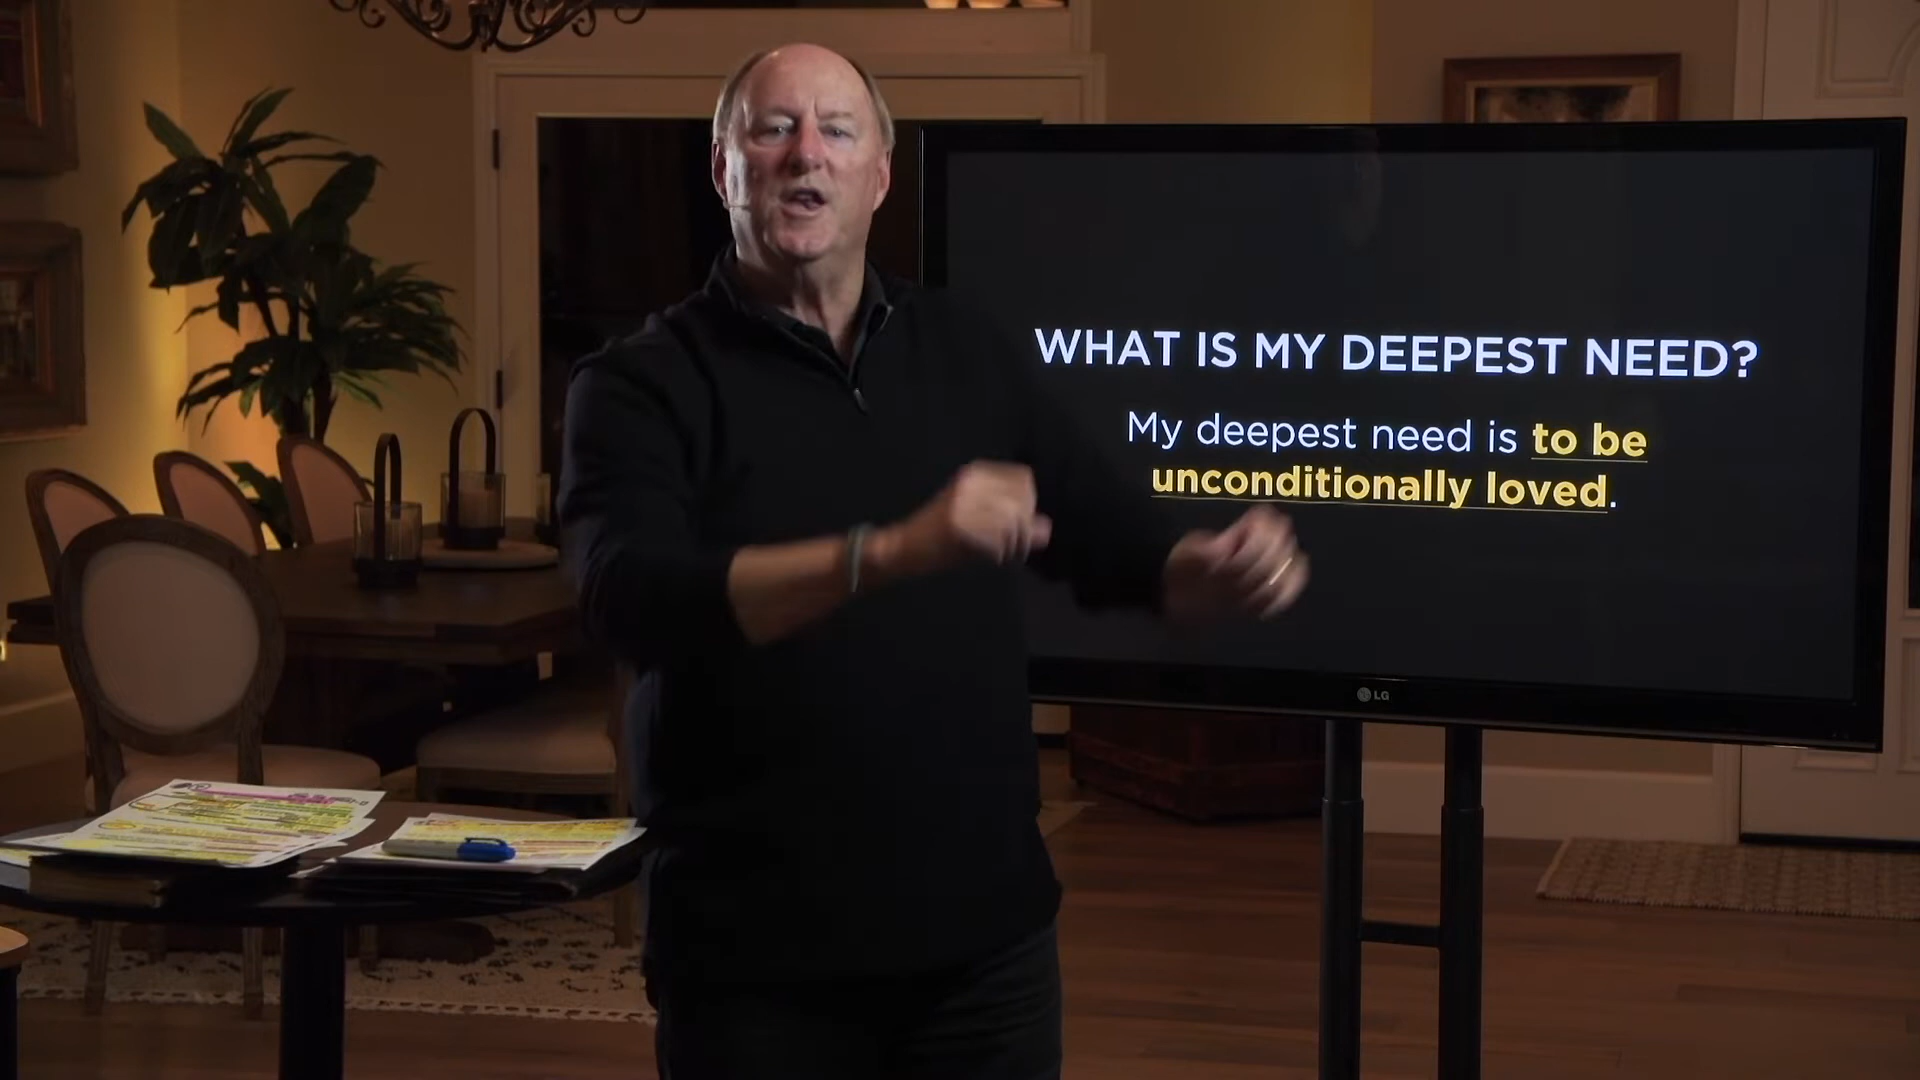 WHAT IS MY DEEPEST NEED?
My deepest need is to be
unconditionally loved.
LG